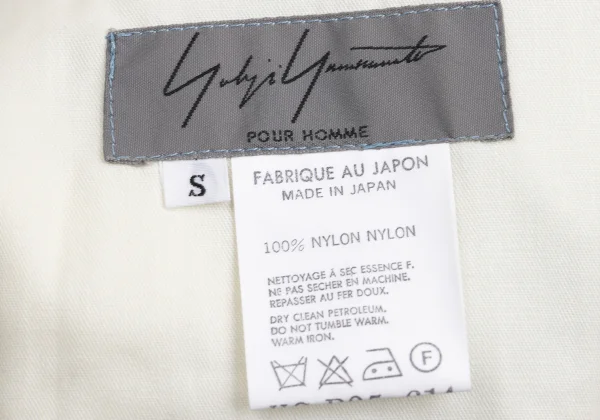 Yohji Yamamoto
POUR HOMME
S
FABRIQUE AU JAPON
MADE IN JAPAN
100% NYLON NYLON
NETTOYAGE À SEC ESSENCE F.
NE PAS SECHER EN MACHINE.
REPASSER AU FER DOUX.
DRY CLEAN PETROLEUM.
DO NOT TUMBLE WARM.
WARM IRON.
F